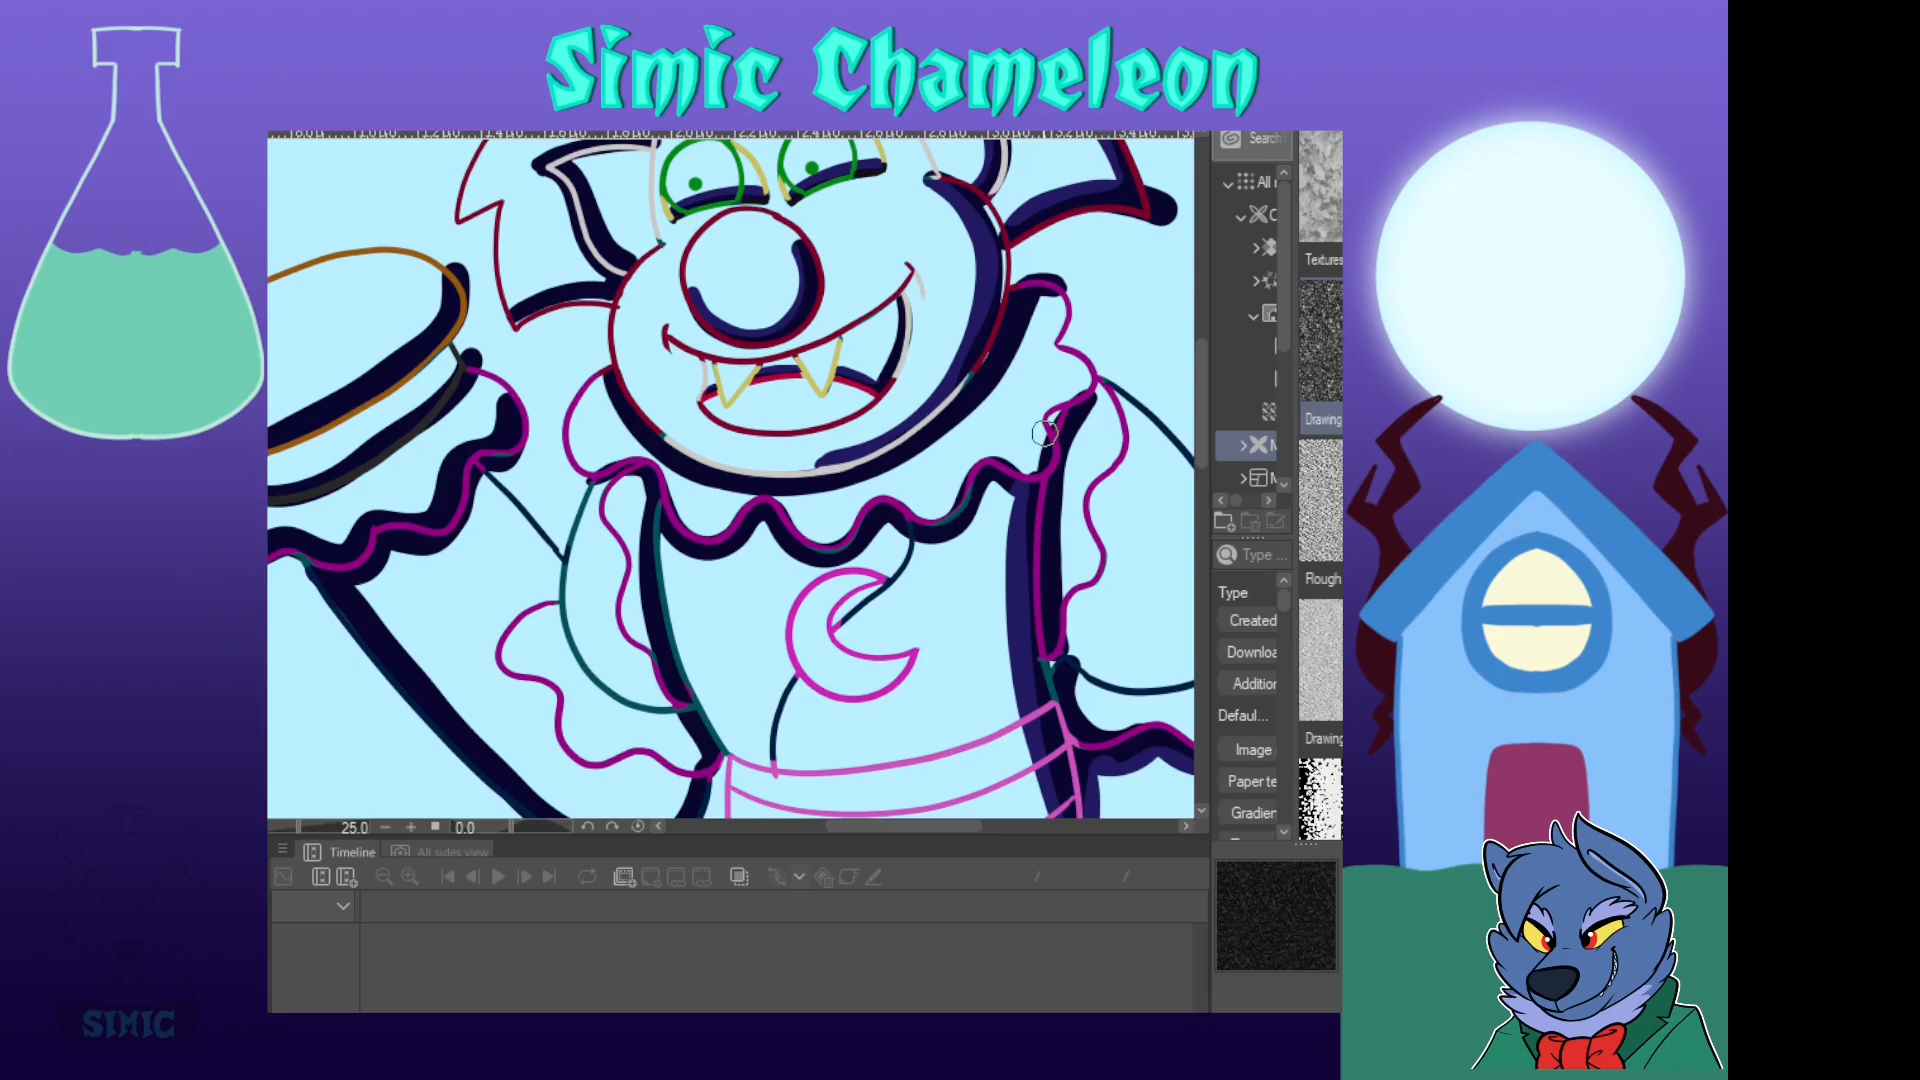 Simic Chameleon
Search
All
Textures
Drawing
Rough
Type ...
Type
Created
Downloa
Addition
Defaul...
Image
Paper te
Gradien
Drawing
25.0
0.0
Timeline
All sides view
SIMIC